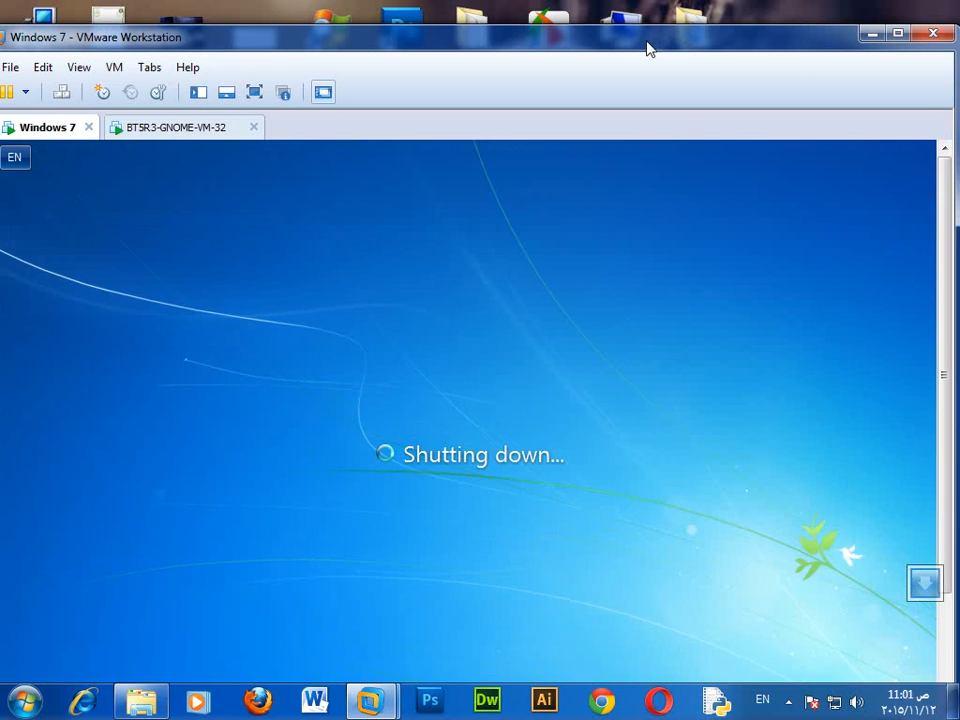 Windows 7 - VMware Workstation
File Edit View VM Tabs Help
Windows 7 BT5R3-GNOME-VM-32
EN
Shutting down...
W Ps Dw Ai EN
11:01 ص
٢٠١٥/١١/١٢